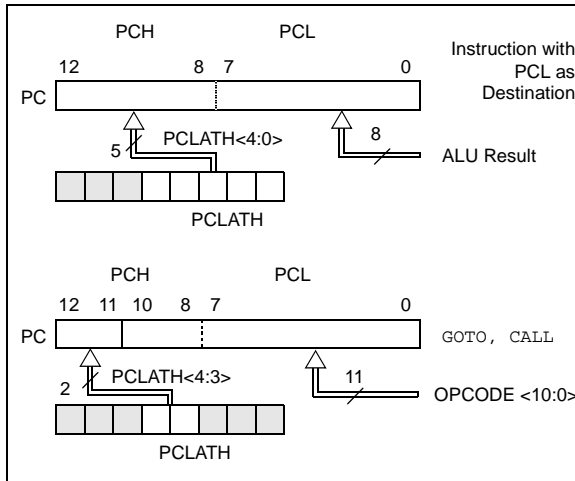 PCH PCL
12 8 7 0
Instruction with
PCL as
Destination
PC
5 PCLATH<4:0> 8
ALU Result
PCLATH
PCH PCL
12 11 10 8 7 0
PC GOTO, CALL
2 PCLATH<4:3> 11
OPCODE <10:0>
PCLATH